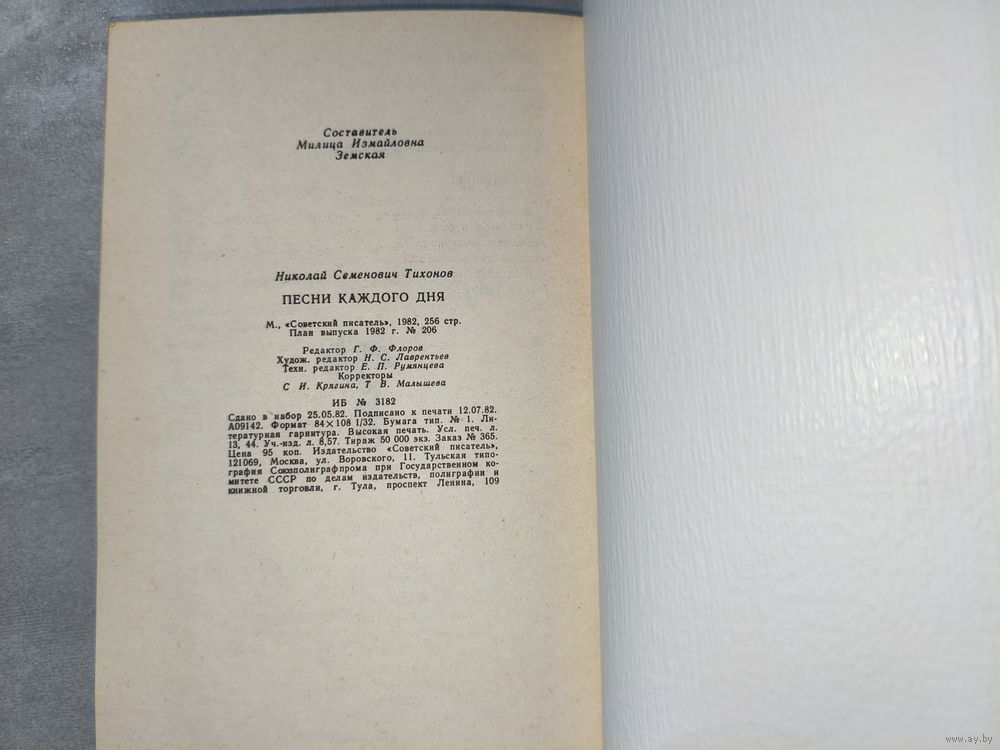 Составитель
Милица Измайловна
Земская
Николай Семенович Тихонов
ПЕСНИ КАЖДОГО ДНЯ
М., «Советский писатель», 1982, 256 стр.
План выпуска 1982 г. № 206
Редактор Г. Ф. Флоров
Худож. редактор Н. С. Лаврентьев
Техн. редактор Е. П. Румянцева
Корректоры
С И. Крягина, Т В. Малышева
ИБ № 3182
Сдано в набор 25.05.82. Подписано к печати 12.07.82.
А09142. Формат 84×108 1/32. Бумага тип. № 1. Ли-
тературная гарнитура. Высокая печать. Усл. печ. л.
13, 44. Уч.-изд. л. 8,57. Тираж 50 000 экз. Заказ № 365.
Цена 95 коп. Издательство «Советский писатель»,
121069, Москва, ул. Воровского, 11. Тульская типо-
графия Союзполиграфпрома при Государственном ко-
митете СССР по делам издательств, полиграфии и
книжной торговли, г. Тула, проспект Ленина, 109
www.ay.by